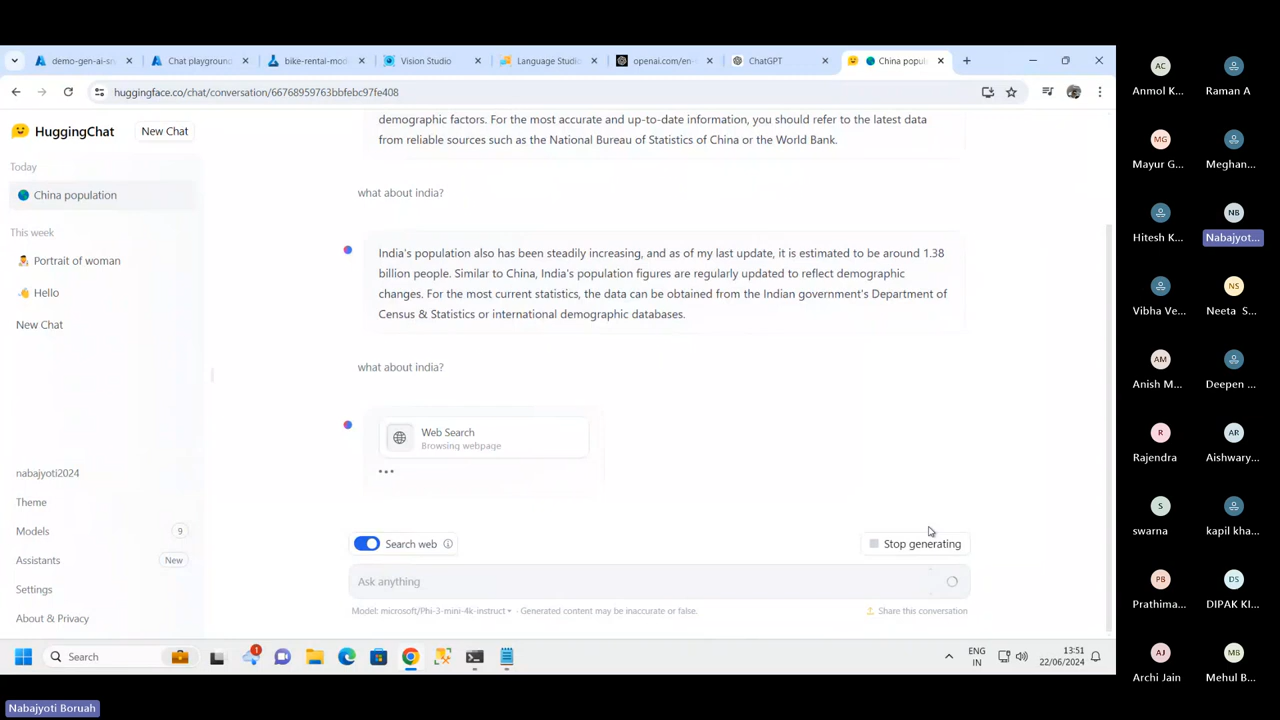 demo-gen-ai-sn
Chat playground
bike-rental-mod
Vision Studio
Language Studio
openai.com/en-
ChatGPT
China popul
huggingface.co/chat/conversation/66768959763bbfebc97fe408
HuggingChat
New Chat
Today
China population
This week
Portrait of woman
Hello
New Chat
nabajyoti2024
Theme
Models
9
Assistants
New
Settings
About & Privacy
demographic factors. For the most accurate and up-to-date information, you should refer to the latest data
from reliable sources such as the National Bureau of Statistics of China or the World Bank.
what about india?
India's population also has been steadily increasing, and as of my last update, it is estimated to be around 1.38
billion people. Similar to China, India's population figures are regularly updated to reflect demographic
changes. For the most current statistics, the data can be obtained from the Indian government's Department of
Census & Statistics or international demographic databases.
what about india?
Web Search
Browsing webpage
Search web
Stop generating
Ask anything
Model: microsoft/Phi-3-mini-4k-instruct · Generated content may be inaccurate or false.
Share this conversation
Search
1
ENG
IN
13:51
22/06/2024
AC
Anmol K...
Raman A
MG
Mayur G...
Meghan...
Hitesh K...
NB
Nabajyot...
Vibha Ve...
NS
Neeta S...
AM
Anish M...
Deepen ...
R
Rajendra
AR
Aishwary...
S
swarna
kapil kha...
PB
Prathima...
DS
DIPAK KI...
AJ
Archi Jain
MB
Mehul B...
Nabajyoti Boruah